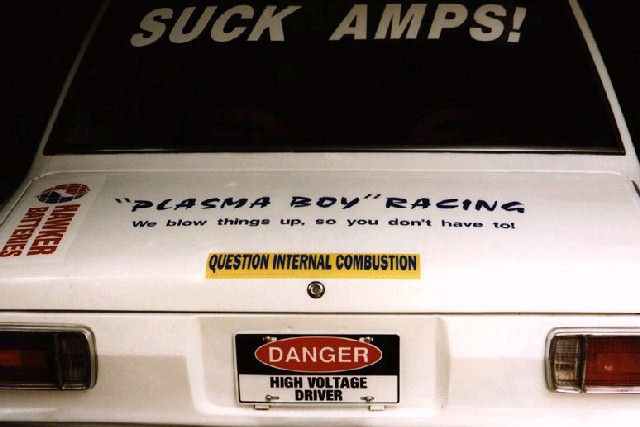 SUCK AMPS!
"PLASMA BOY" RACING
We blow things up, so you don't have to!
HAWKER
BATTERIES
QUESTION INTERNAL COMBUSTION
DANGER
HIGH VOLTAGE
DRIVER